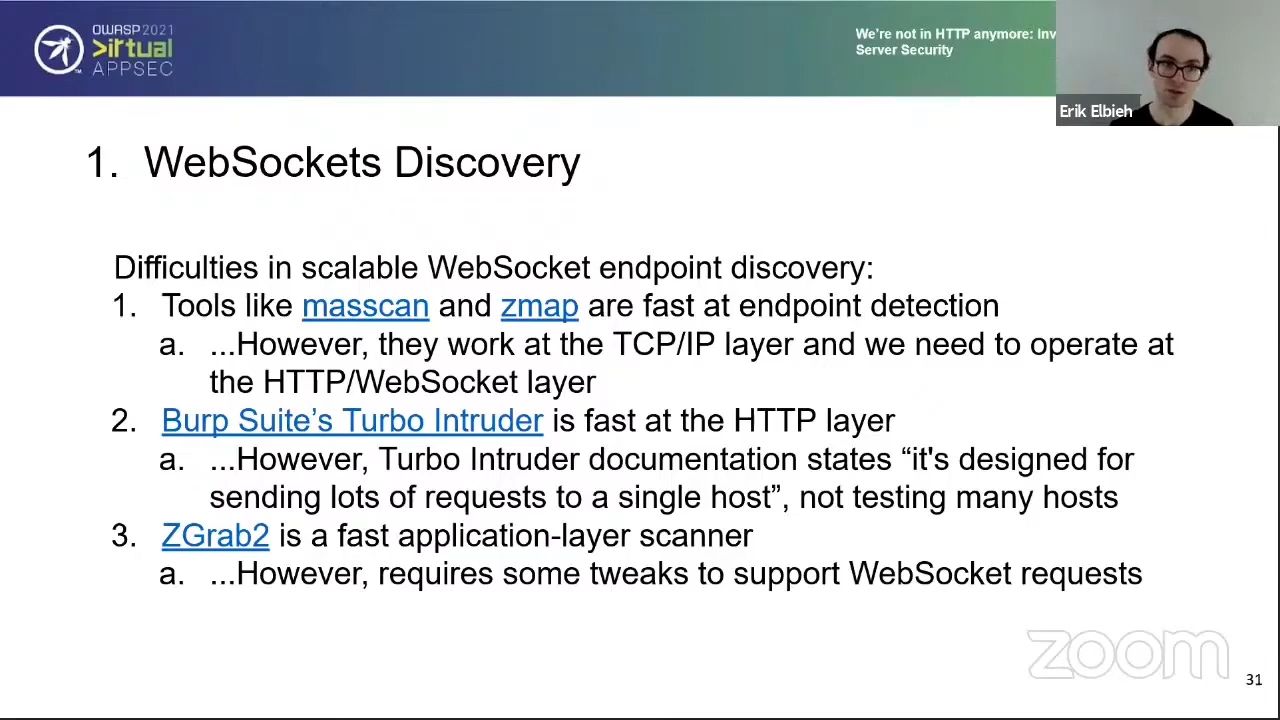 OWASP 2021
>irtual
APPSEC
We're not in HTTP anymore: Inv
Server Security
Erik Elbieh
1. WebSockets Discovery
Difficulties in scalable WebSocket endpoint discovery:
1. Tools like masscan and zmap are fast at endpoint detection
a. ...However, they work at the TCP/IP layer and we need to operate at
the HTTP/WebSocket layer
2. Burp Suite’s Turbo Intruder is fast at the HTTP layer
a. ...However, Turbo Intruder documentation states “it's designed for
sending lots of requests to a single host”, not testing many hosts
3. ZGrab2 is a fast application-layer scanner
a. ...However, requires some tweaks to support WebSocket requests
zoom
31